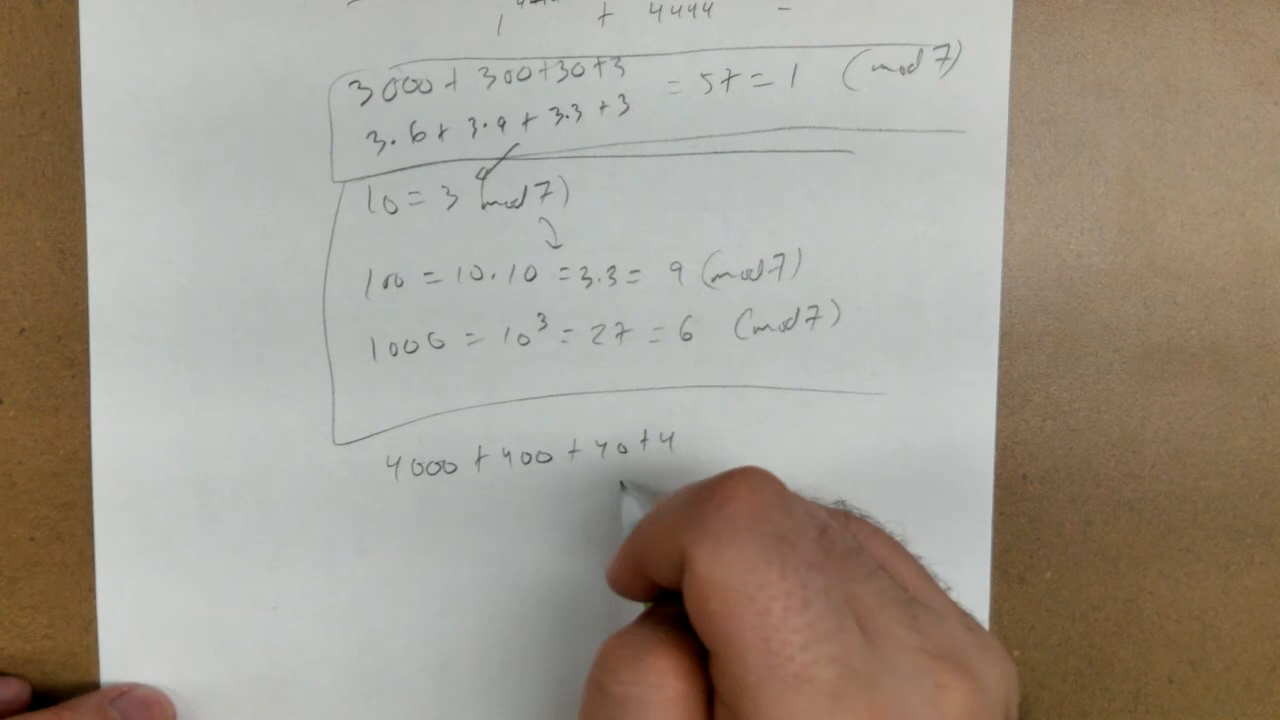 + 4444
3000 + 300 + 30 + 3 = 57 = 1 (mod 7)
3.6 + 3.9 + 3.3 + 3
10 = 3 (mod 7)
100 = 10.10 = 3.3 = 9 (mod 7)
1000 = 10³ = 27 = 6 (mod 7)
4000 + 400 + 40 + 4